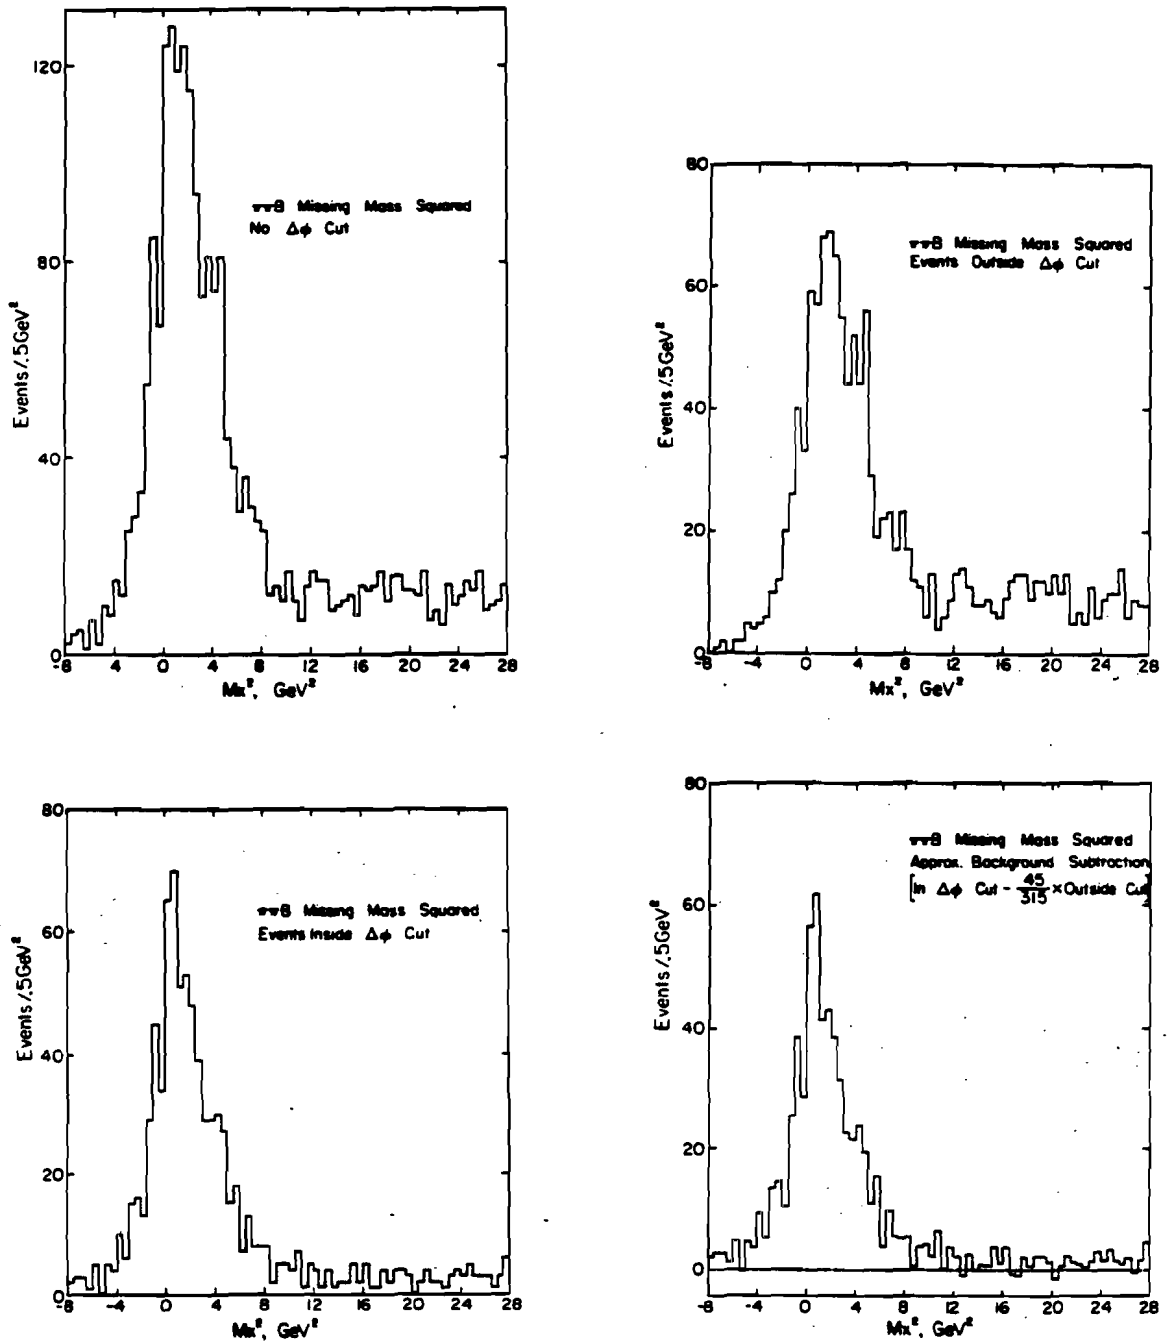 120
80
40
0
Events/.5GeV²
ππB Missing Mass Squared
No Δφ Cut
-8 -4 0 4 8 12 16 20 24 28
Mx², GeV²
80
60
40
20
0
Events/.5GeV²
ππB Missing Mass Squared
Events Outside Δφ Cut
-8 -4 0 4 8 12 16 20 24 28
Mx², GeV²
80
60
40
20
0
Events/.5GeV²
ππB Missing Mass Squared
Events Inside Δφ Cut
-8 -4 0 4 8 12 16 20 24 28
Mx², GeV²
80
60
40
20
0
Events/.5GeV²
ππB Missing Mass Squared
Approx. Background Subtraction
[In Δφ Cut - 45/315 × Outside Cut]
-8 -4 0 4 8 12 16 20 24 28
Mx², GeV²